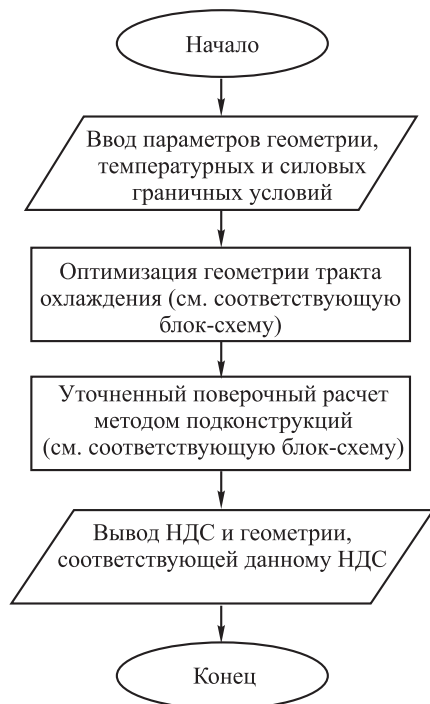 Начало
Ввод параметров геометрии,
температурных и силовых
граничных условий
Оптимизация геометрии тракта
охлаждения (см. соответствующую
блок-схему)
Уточненный поверочный расчет
методом подконструкций
(см. соответствующую блок-схему)
Вывод НДС и геометрии,
соответствующей данному НДС
Конец